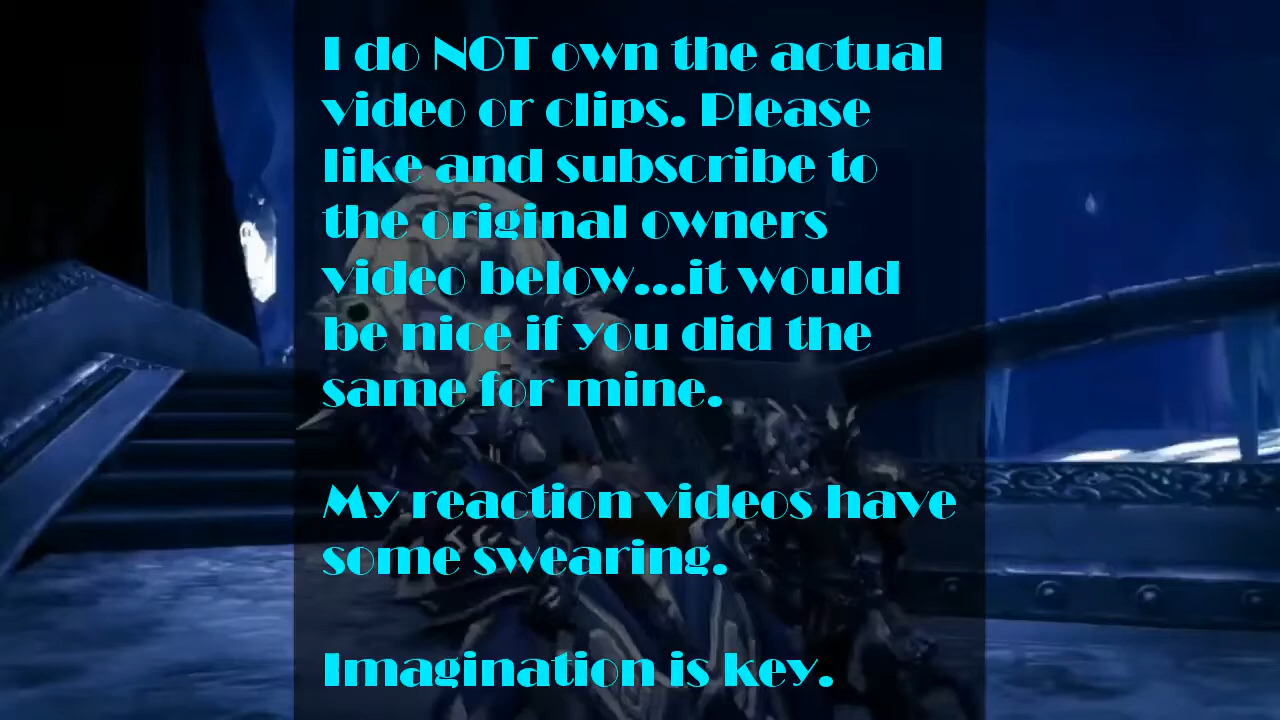 I do NOT own the actual
video or clips. Please
like and subscribe to
the original owners
video below...it would
be nice if you did the
same for mine.
My reaction videos have
some swearing.
Imagination is key.